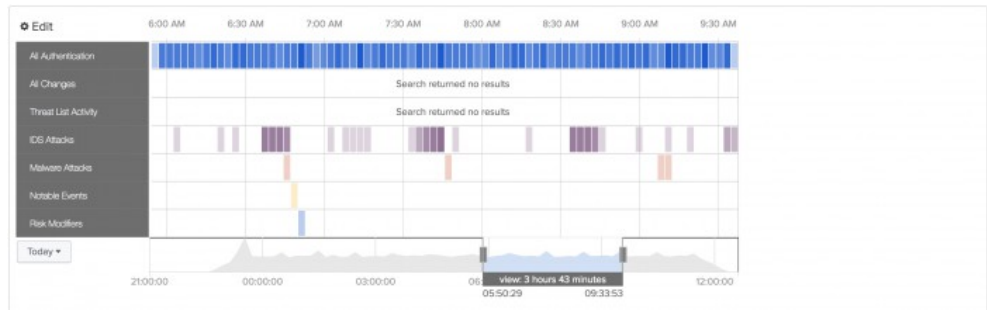 Edit
6:00 AM 6:30 AM 7:00 AM 7:30 AM 8:00 AM 8:30 AM 9:00 AM 9:30 AM
All Authentication
All Changes Search returned no results
Threat List Activity Search returned no results
IDS Attacks
Malware Attacks
Notable Events
Risk Modifiers
Today
21:00:00 00:00:00 03:00:00 06 view: 3 hours 43 minutes 12:00:00
05:50:29 09:33:53